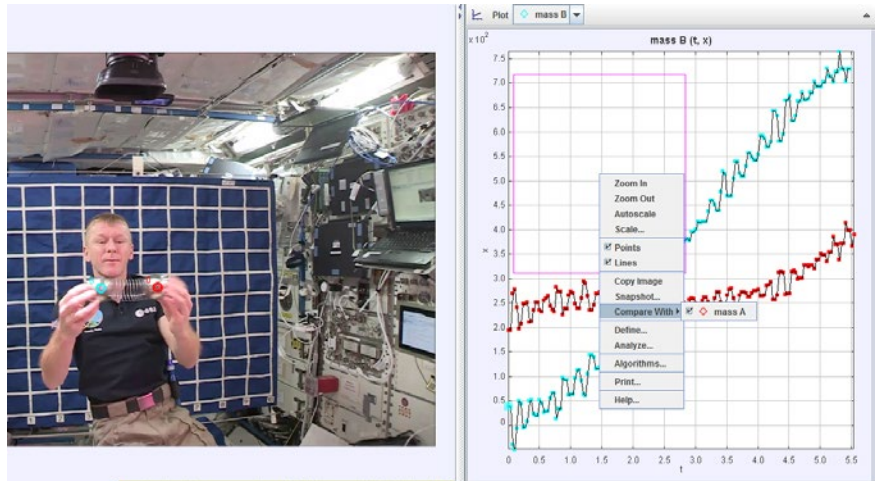 Plot mass B
mass B (t, x)
x 10²
7.5
7.0
6.5
6.0
5.5
5.0
4.5
4.0
3.5
3.0
2.5
2.0
1.5
1.0
0.5
0
x
Zoom In
Zoom Out
Autoscale
Scale...
Points
Lines
Copy Image
Snapshot...
Compare With
mass A
Define...
Analyze...
Algorithms...
Print...
Help...
0 0.5 1.0 1.5 2.0 2.5 3.0 3.5 4.0 4.5 5.0 5.5
t
esa